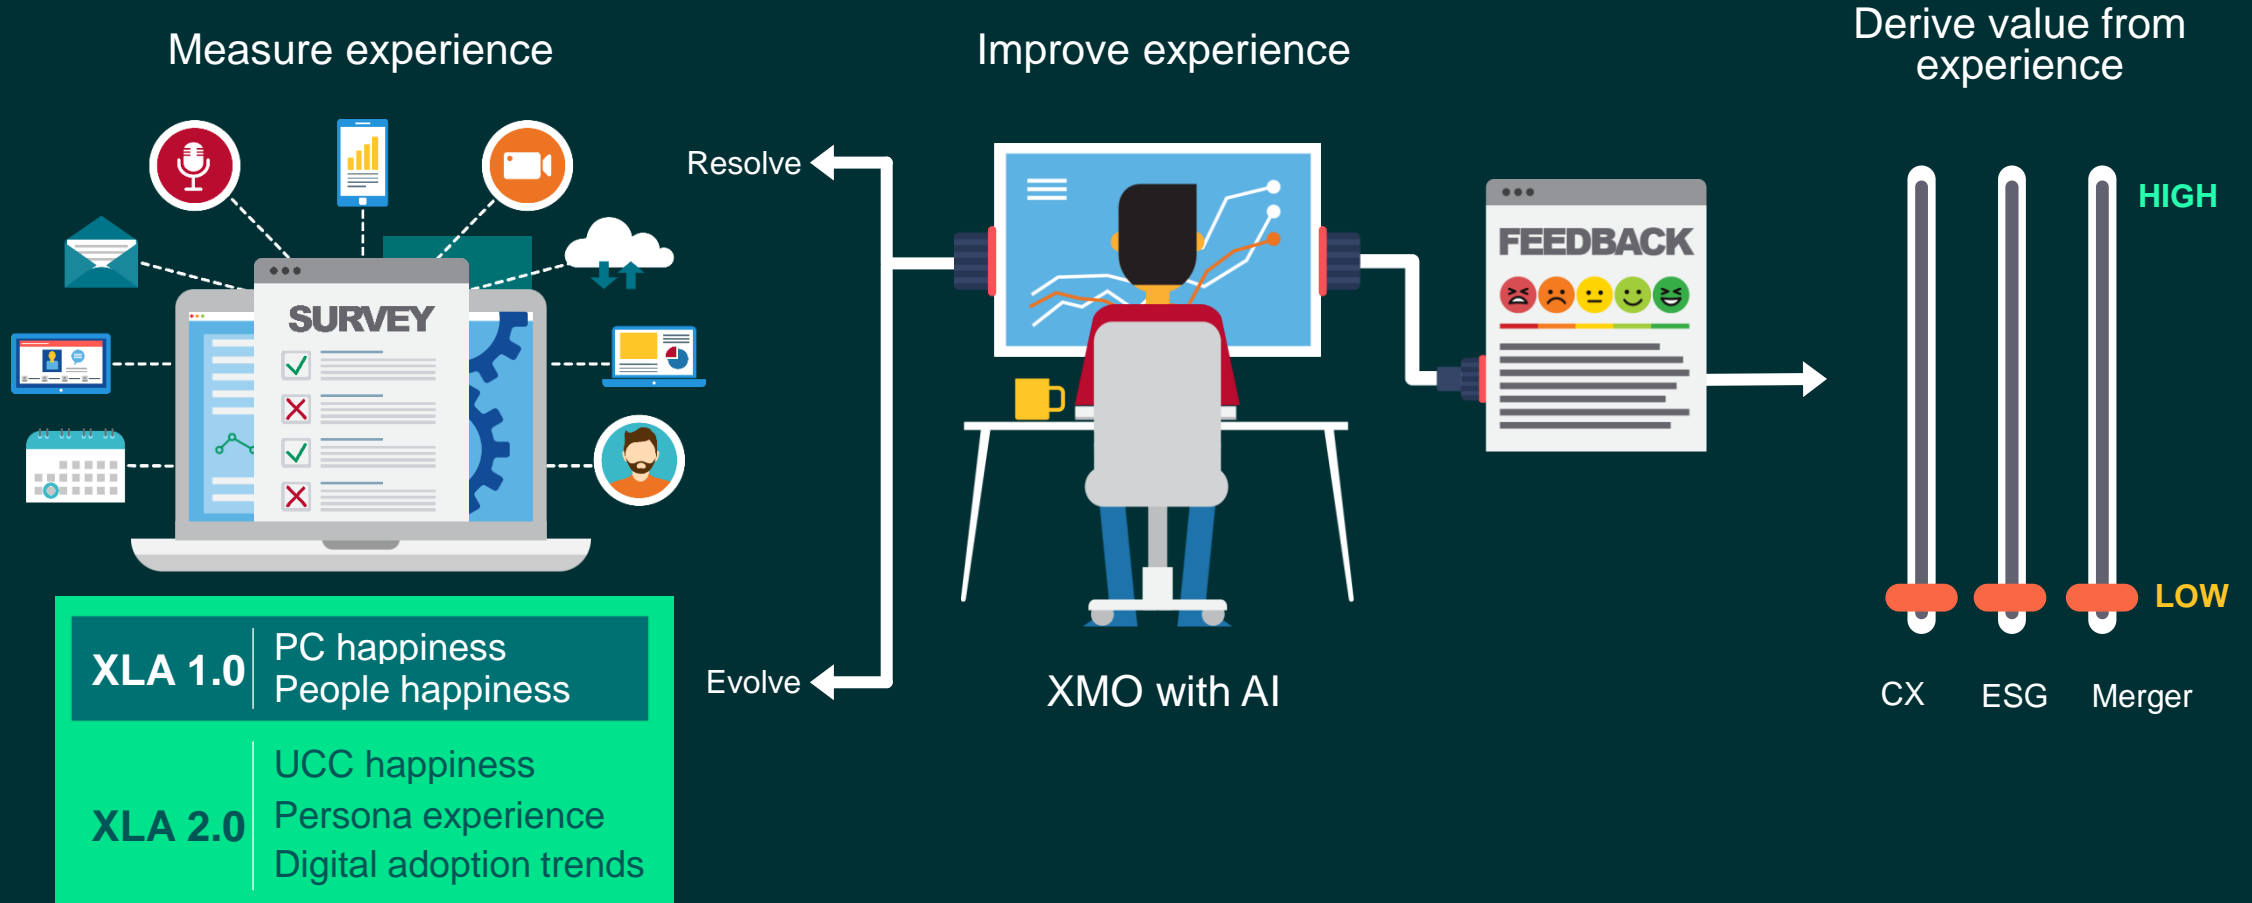 Measure experience
SURVEY
XLA 1.0
PC happiness
People happiness
XLA 2.0
UCC happiness
Persona experience
Digital adoption trends
Improve experience
Resolve
Evolve
XMO with AI
FEEDBACK
Derive value from
experience
HIGH
LOW
CX
ESG
Merger